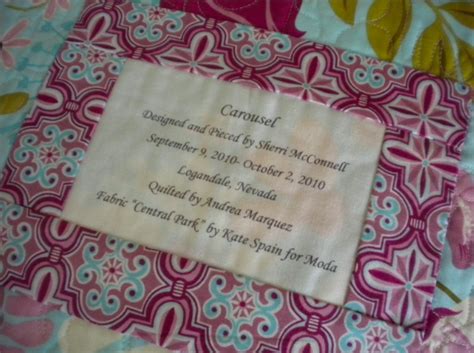 Carousel
Designed and Pieced by Sherri McConnell
September 9, 2010- October 2, 2010
Logandale, Nevada
Quilted by Andrea Marquez
Fabric "Central Park" by Kate Spain for Moda